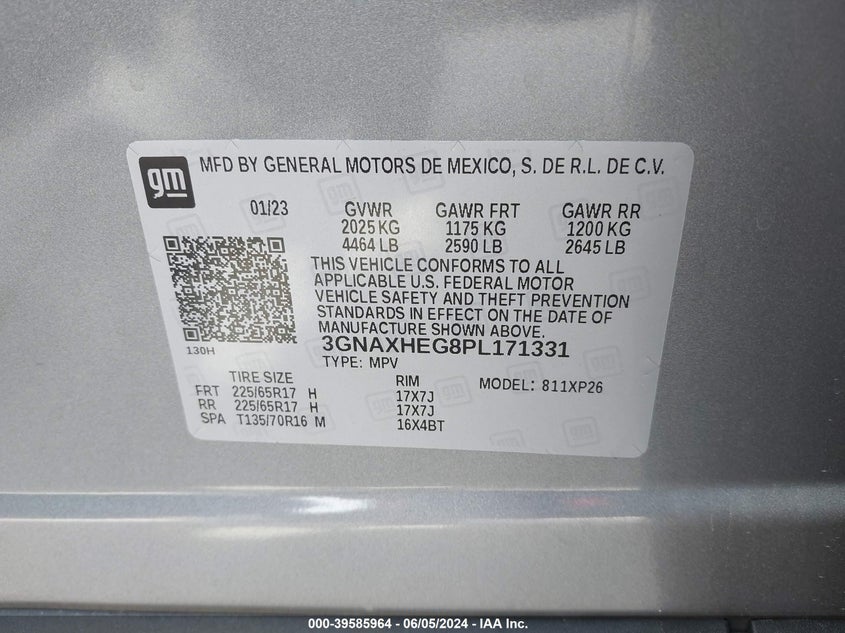 gm
MFD BY GENERAL MOTORS DE MEXICO, S. DE R.L. DE C.V.
01/23 GVWR GAWR FRT GAWR RR
2025 KG 1175 KG 1200 KG
4464 LB 2590 LB 2645 LB
THIS VEHICLE CONFORMS TO ALL
APPLICABLE U.S. FEDERAL MOTOR
VEHICLE SAFETY AND THEFT PREVENTION
STANDARDS IN EFFECT ON THE DATE OF
MANUFACTURE SHOWN ABOVE.
130H
3GNAXHEG8PL171331
TYPE: MPV
TIRE SIZE RIM MODEL: 811XP26
FRT 225/65R17 H 17X7J
RR 225/65R17 H 17X7J
SPA T135/70R16 M 16X4BT
000-39585964 - 06/05/2024 - IAA Inc.